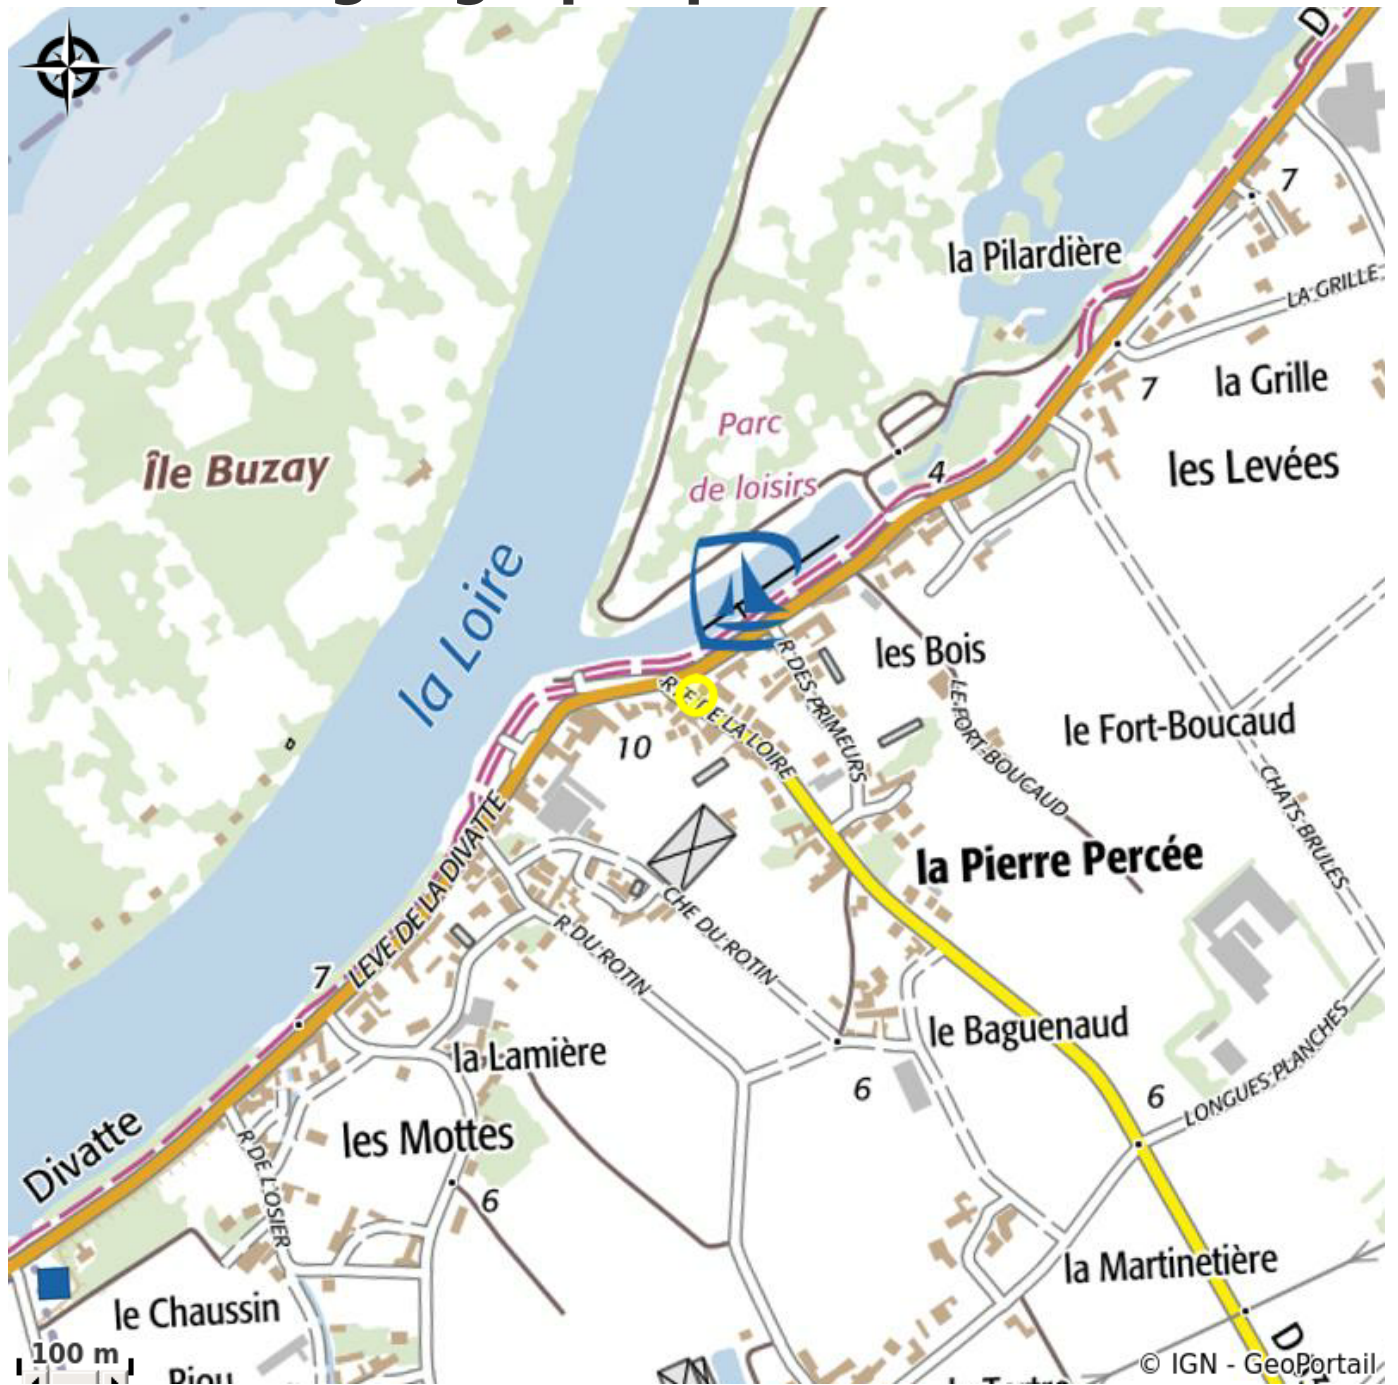 7
la Pilardière
LA GRILLE
la Grille
7
Parc
de loisirs
Île Buzay
les Levées
4
la Loire
les Bois
R DES PRIMEURS
LE FORT-BOUCAUD
le Fort-Boucaud
LA LOIRE
10
CHATS BRULES
LEVE DE LA DIVATTE
la Pierre Percée
CHE DU ROTIN
R DU ROTIN
7
le Baguenaud
la Lamière
6
6
LONGUES PLANCHES
les Mottes
Divatte
R DE L'OSIER
6
la Martinetière
le Chaussin
100 m
© IGN - GeoPortail